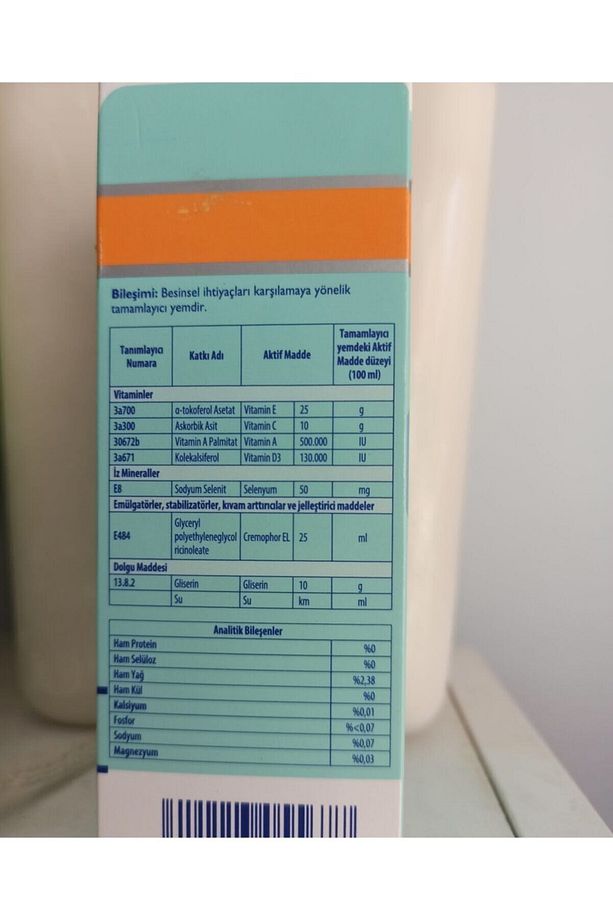 Bileşimi: Besinsel ihtiyaçları karşılamaya yönelik
tamamlayıcı yemdir.
Tanımlayıcı Numara Katkı Adı Aktif Madde Tamamlayıcı yemdeki Aktif Madde düzeyi (100 ml)
Vitaminler
3a700 α-tokoferol Asetat Vitamin E 25 g
3a300 Askorbik Asit Vitamin C 10 g
30672b Vitamin A Palmitat Vitamin A 500.000 IU
3a671 Kolekalsiferol Vitamin D3 130.000 IU
İz Mineraller
E8 Sodyum Selenit Selenyum 50 mg
Emülgatörler, stabilizatörler, kıvam arttırıcılar ve jelleştirici maddeler
E484 Glyceryl polyethyleneglycol ricinoleate Cremophor EL 25 ml
Dolgu Maddesi
13.8.2 Gliserin Gliserin 10 g
Su Su km ml
Analitik Bileşenler
Ham Protein %0
Ham Selüloz %0
Ham Yağ %2,38
Ham Kül %0
Kalsiyum %0,01
Fosfor %<0,07
Sodyum %0,07
Magnezyum %0,03